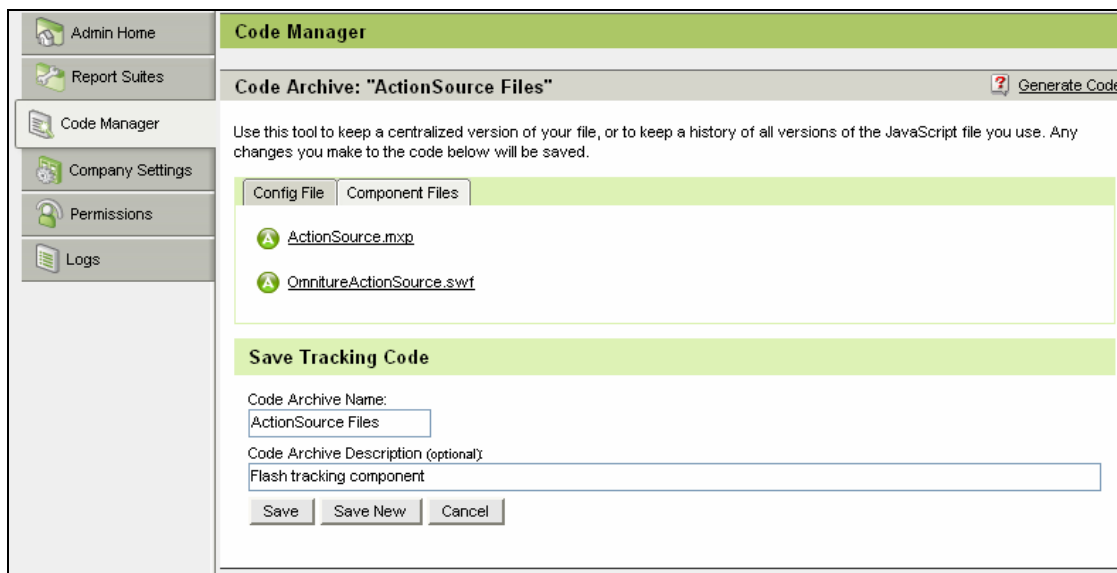 Admin Home
Report Suites
Code Manager
Company Settings
Permissions
Logs
Code Manager
Code Archive: "ActionSource Files"
Generate Code
Use this tool to keep a centralized version of your file, or to keep a history of all versions of the JavaScript file you use. Any
changes you make to the code below will be saved.
Config File
Component Files
ActionSource.mxp
OmnitureActionSource.swf
Save Tracking Code
Code Archive Name:
ActionSource Files
Code Archive Description (optional):
Flash tracking component
Save
Save New
Cancel